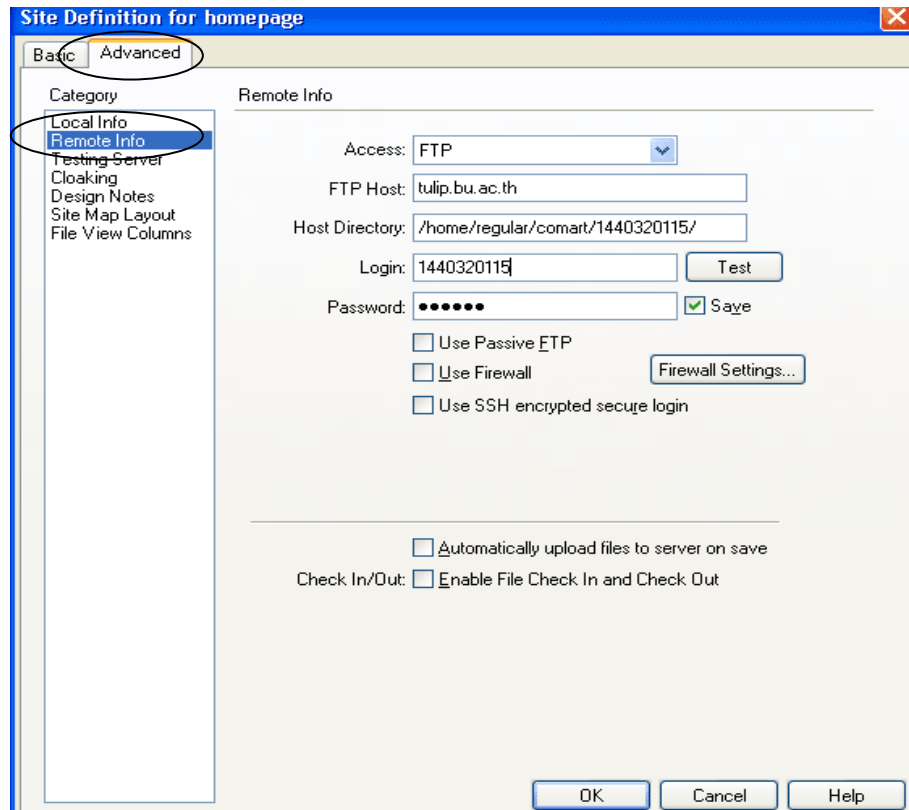 Site Definition for homepage
Basic
Advanced
Category
Local Info
Remote Info
Testing Server
Cloaking
Design Notes
Site Map Layout
File View Columns
Remote Info
Access: FTP
FTP Host: tulip.bu.ac.th
Host Directory: /home/regular/comart/1440320115/
Login: 1440320115 Test
Password: ●●●●●● Save
Use Passive FTP
Use Firewall Firewall Settings...
Use SSH encrypted secure login
Automatically upload files to server on save
Check In/Out: Enable File Check In and Check Out
OK Cancel Help